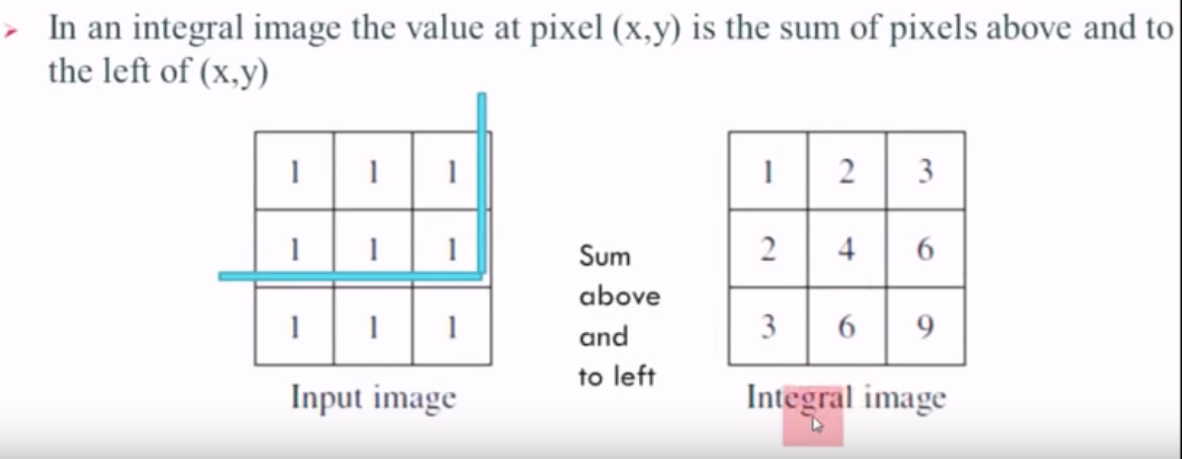 ➢ In an integral image the value at pixel (x,y) is the sum of pixels above and to
the left of (x,y)
1 1 1
1 1 1
1 1 1
Input image
Sum
above
and
to left
1 2 3
2 4 6
3 6 9
Integral image